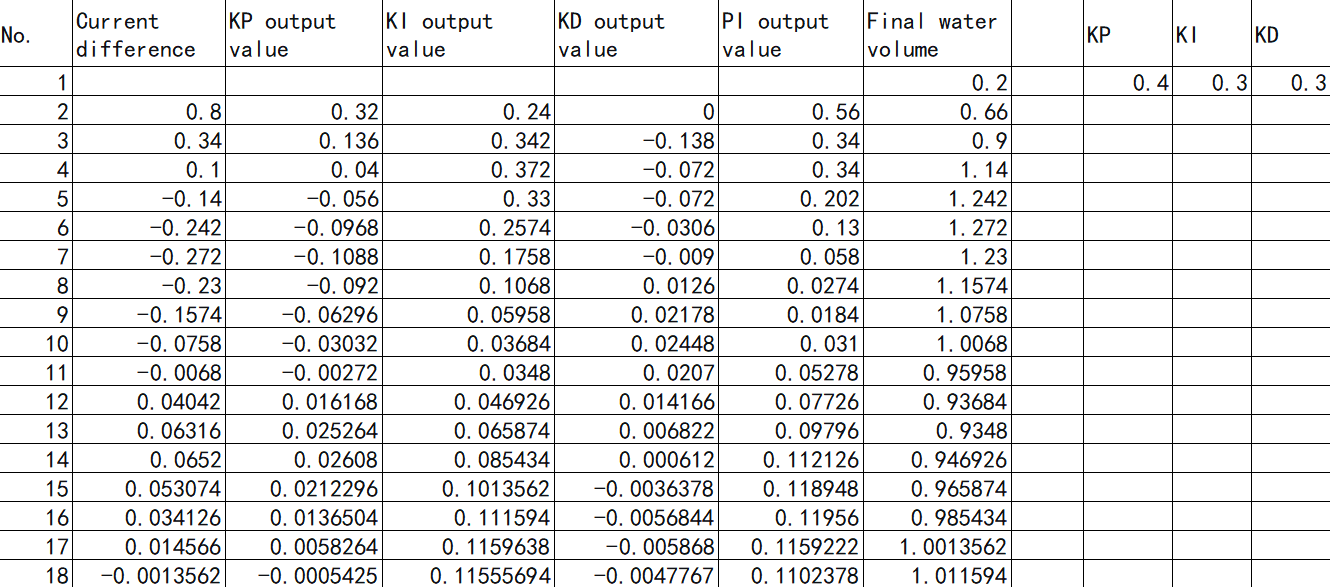 No. Current difference KP output value KI output value KD output value PI output value Final water volume KP KI KD
1 0.2 0.4 0.3 0.3
2 0.8 0.32 0.24 0 0.56 0.66
3 0.34 0.136 0.342 -0.138 0.34 0.9
4 0.1 0.04 0.372 -0.072 0.34 1.14
5 -0.14 -0.056 0.33 -0.072 0.202 1.242
6 -0.242 -0.0968 0.2574 -0.0306 0.13 1.272
7 -0.272 -0.1088 0.1758 -0.009 0.058 1.23
8 -0.23 -0.092 0.1068 0.0126 0.0274 1.1574
9 -0.1574 -0.06296 0.05958 0.02178 0.0184 1.0758
10 -0.0758 -0.03032 0.03684 0.02448 0.031 1.0068
11 -0.0068 -0.00272 0.0348 0.0207 0.05278 0.95958
12 0.04042 0.016168 0.046926 0.014166 0.07726 0.93684
13 0.06316 0.025264 0.065874 0.006822 0.09796 0.9348
14 0.0652 0.02608 0.085434 0.000612 0.112126 0.946926
15 0.053074 0.0212296 0.1013562 -0.0036378 0.118948 0.965874
16 0.034126 0.0136504 0.111594 -0.0056844 0.11956 0.985434
17 0.014566 0.0058264 0.1159638 -0.005868 0.1159222 1.0013562
18 -0.0013562 -0.0005425 0.11555694 -0.0047767 0.1102378 1.011594